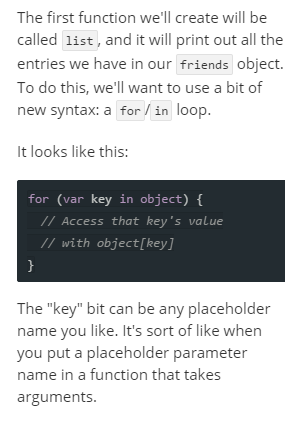 The first function we'll create will be
called list , and it will print out all the
entries we have in our friends object.
To do this, we'll want to use a bit of
new syntax: a for / in loop.
It looks like this:
for (var key in object) {
// Access that key's value
// with object[key]
}
The "key" bit can be any placeholder
name you like. It's sort of like when
you put a placeholder parameter
name in a function that takes
arguments.